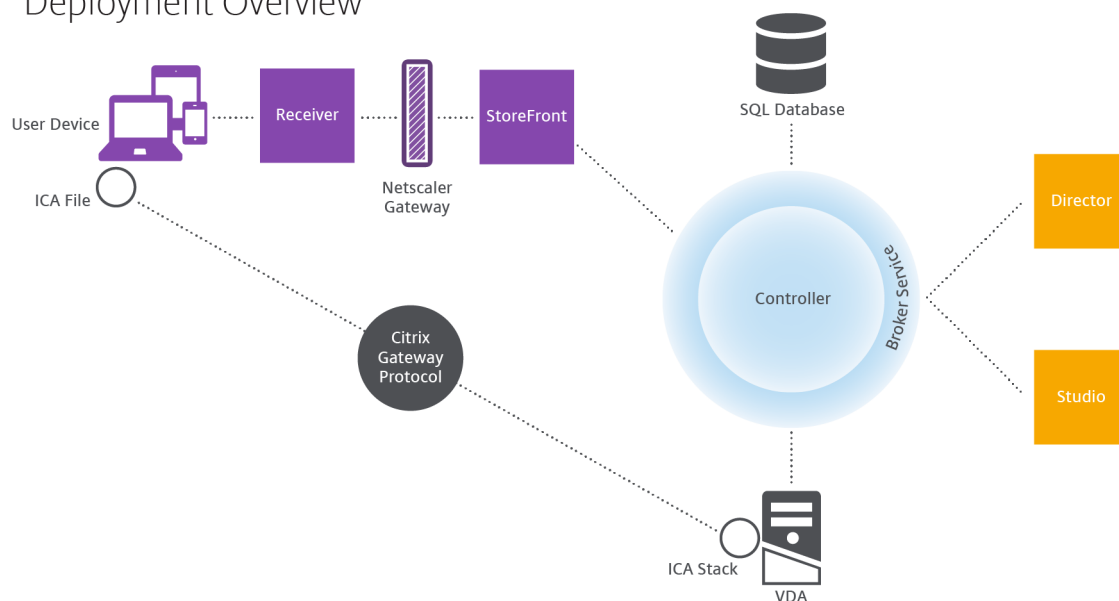 Deployment Overview
User Device
Receiver
Netscaler
Gateway
StoreFront
SQL Database
ICA File
Director
Controller
Broker Service
Citrix
Gateway
Protocol
Studio
ICA Stack
VDA